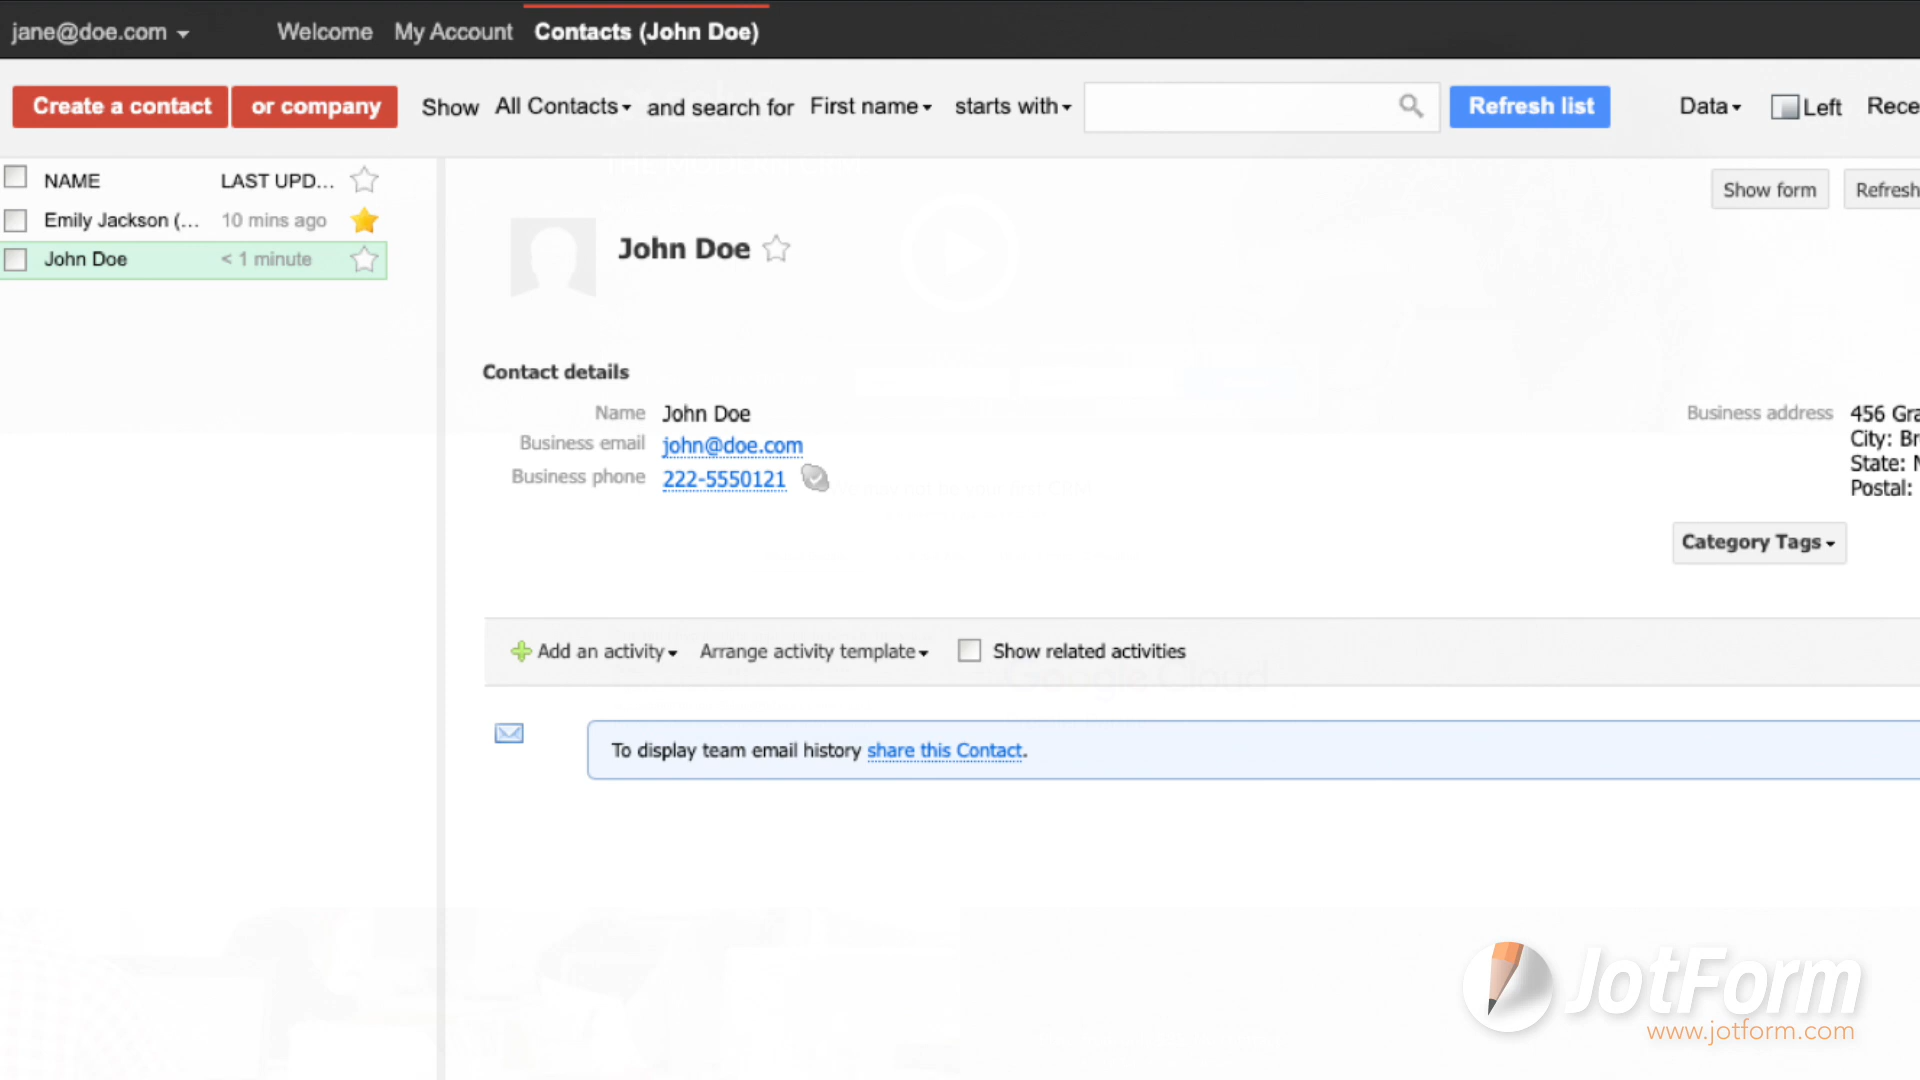 jane@doe.com Welcome My Account Contacts (John Doe)
Create a contact or company Show All Contacts and search for First name starts with Refresh list Data Left Rece
NAME LAST UPD...
Emily Jackson (... 10 mins ago
John Doe < 1 minute
Show form Refresh
John Doe
Contact details
Name John Doe
Business email john@doe.com
Business phone 222-5550121
Business address 456 Gra
City: Br
State: N
Postal:
Category Tags
Add an activity Arrange activity template Show related activities
Google Cloud
To display team email history share this Contact.
JotForm
www.jotform.com